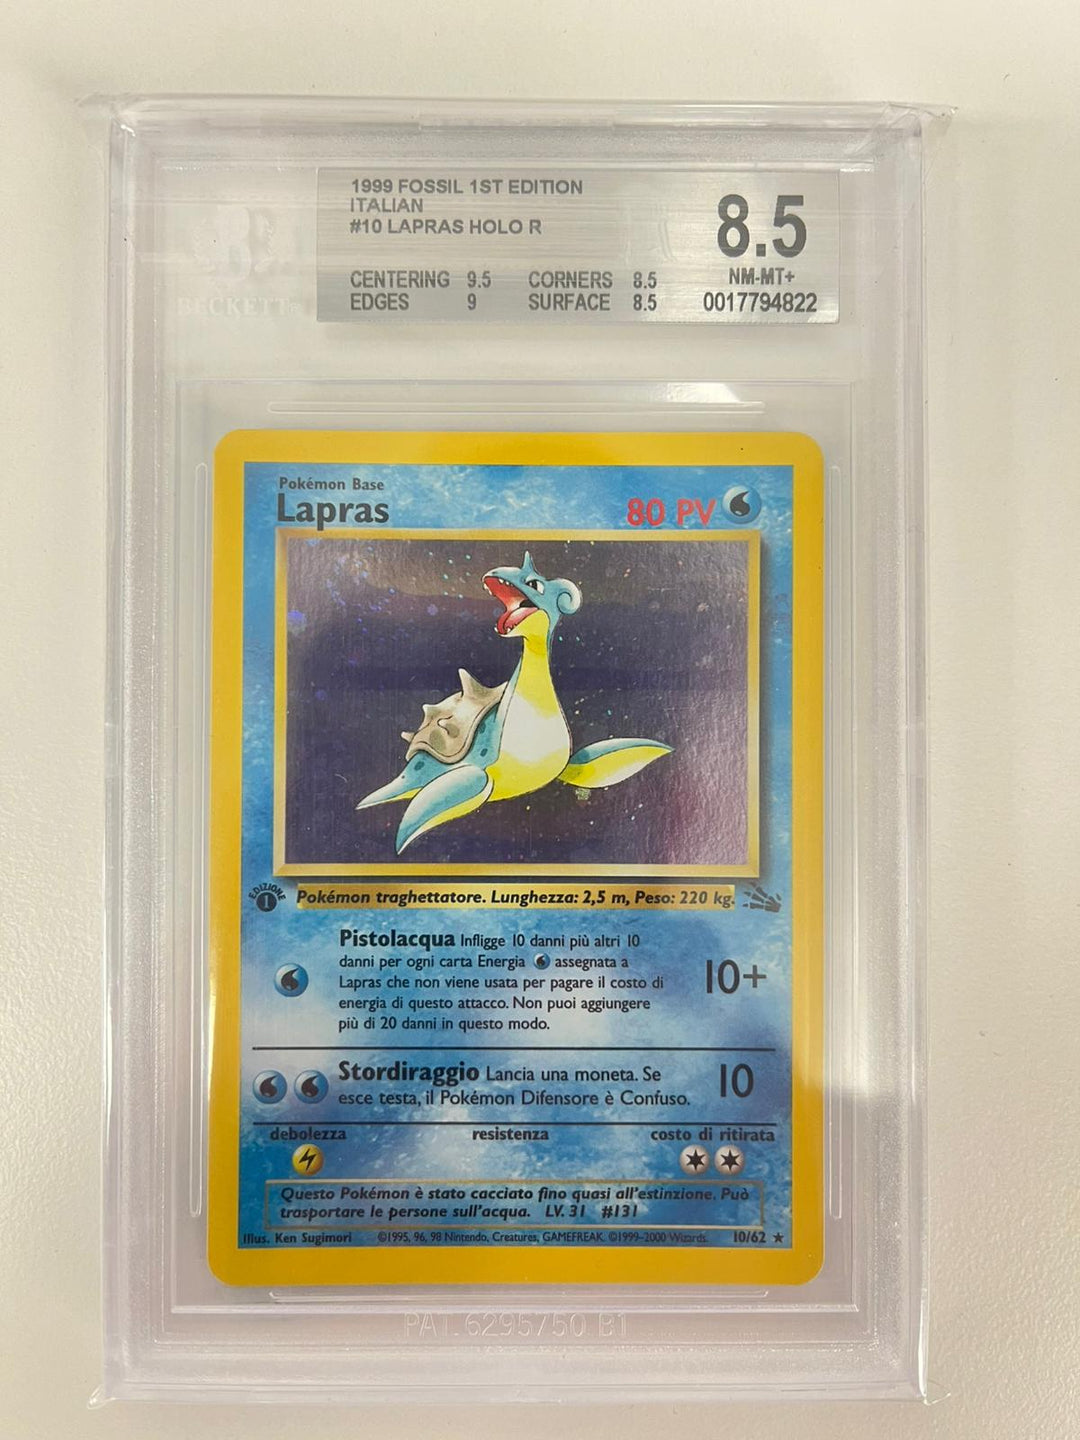 1999 FOSSIL 1ST EDITION
ITALIAN
#10 LAPRAS HOLO R
8.5
NM-MT+
CENTERING 9.5 CORNERS 8.5
EDGES 9 SURFACE 8.5
0017794822
BECKETT
Pokémon Base
Lapras
80 PV
EDIZIONE
1
Pokémon traghettatore. Lunghezza: 2,5 m, Peso: 220 kg.
Pistolacqua Infligge 10 danni più altri 10
danni per ogni carta Energia assegnata a
Lapras che non viene usata per pagare il costo di
energia di questo attacco. Non puoi aggiungere
più di 20 danni in questo modo.
10+
Stordiraggio Lancia una moneta. Se
esce testa, il Pokémon Difensore è Confuso.
10
debolezza resistenza costo di ritirata
Questo Pokémon è stato cacciato fino quasi all'estinzione. Può
trasportare le persone sull'acqua. LV. 31 #131
Illus. Ken Sugimori ©1995, 96, 98 Nintendo, Creatures, GAMEFREAK. ©1999-2000 Wizards. 10/62 ★
PAT. 6295750 B1